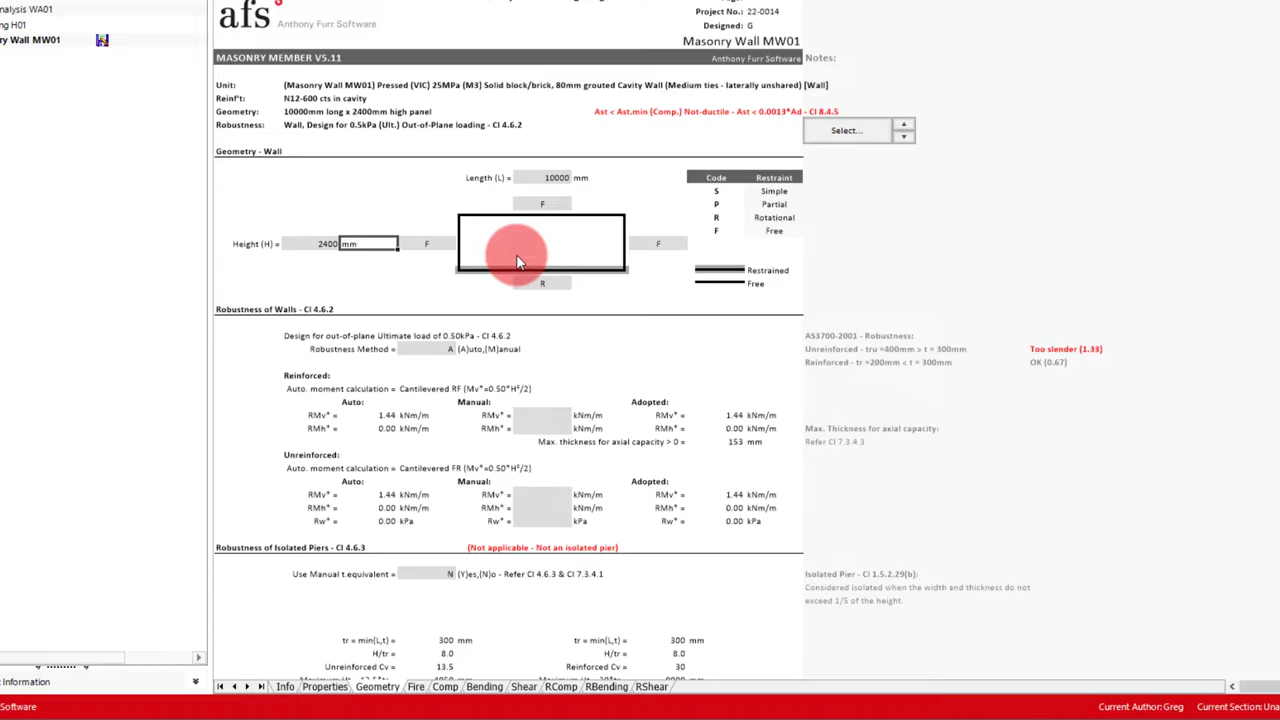 nalysis WA01
ng H01
ry Wall MW01
afs
Anthony Furr Software
Project No.: 22-0014
Designed: G
Masonry Wall MW01
MASONRY MEMBER V5.11 Anthony Furr Software Notes:
Unit: (Masonry Wall MW01) Pressed (VIC) 25MPa (M3) Solid block/brick, 80mm grouted Cavity Wall (Medium ties - laterally unshared) [Wall]
Reinf't: N12-600 cts in cavity
Geometry: 10000mm long x 2400mm high panel Ast < Ast.min (Comp.) Not-ductile - Ast < 0.0013*Ad - Cl 8.4.5
Robustness: Wall, Design for 0.5kPa (Ult.) Out-of-Plane loading - Cl 4.6.2
Select...
Geometry - Wall
Length (L) = 10000 mm Code Restraint
S Simple
F P Partial
R Rotational
F Free
Height (H) = 2400 mm F F
Restrained
R Free
Robustness of Walls - Cl 4.6.2
Design for out-of-plane Ultimate load of 0.50kPa - Cl 4.6.2 AS3700-2001 - Robustness:
Robustness Method = A (A)uto,(M)anual Unreinforced - tru =400mm > t = 300mm Too slender (1.33)
Reinforced - tr =200mm < t = 300mm OK (0.67)
Reinforced:
Auto. moment calculation = Cantilevered RF (Mv*=0.50*H²/2)
Auto: Manual: Adopted:
RMv* = 1.44 kNm/m RMv* = kNm/m RMv* = 1.44 kNm/m
RMh* = 0.00 kNm/m RMh* = kNm/m RMh* = 0.00 kNm/m Max. Thickness for axial capacity:
Max. thickness for axial capacity > 0 = 153 mm Refer Cl 7.3.4.3
Unreinforced:
Auto. moment calculation = Cantilevered FR (Mv*=0.50*H²/2)
Auto: Manual: Adopted:
RMv* = 1.44 kNm/m RMv* = kNm/m RMv* = 1.44 kNm/m
RMh* = 0.00 kNm/m RMh* = kNm/m RMh* = 0.00 kNm/m
Rw* = 0.00 kPa Rw* = kPa Rw* = 0.00 kPa
Robustness of Isolated Piers - Cl 4.6.3 (Not applicable - Not an isolated pier)
Use Manual t.equivalent = N (Y)es,(N)o - Refer Cl 4.6.3 & Cl 7.3.4.1 Isolated Pier - Cl 1.5.2.29(b):
Considered isolated when the width and thickness do not
exceed 1/5 of the height.
tr = min(L,t) = 300 mm tr = min(L,t) = 300 mm
H/tr = 8.0 H/tr = 8.0
Unreinforced Cv = 13.5 Reinforced Cv = 30
t Information
Info Properties Geometry Fire Comp Bending Shear RComp RBending RShear
Software Current Author: Greg Current Section: Una